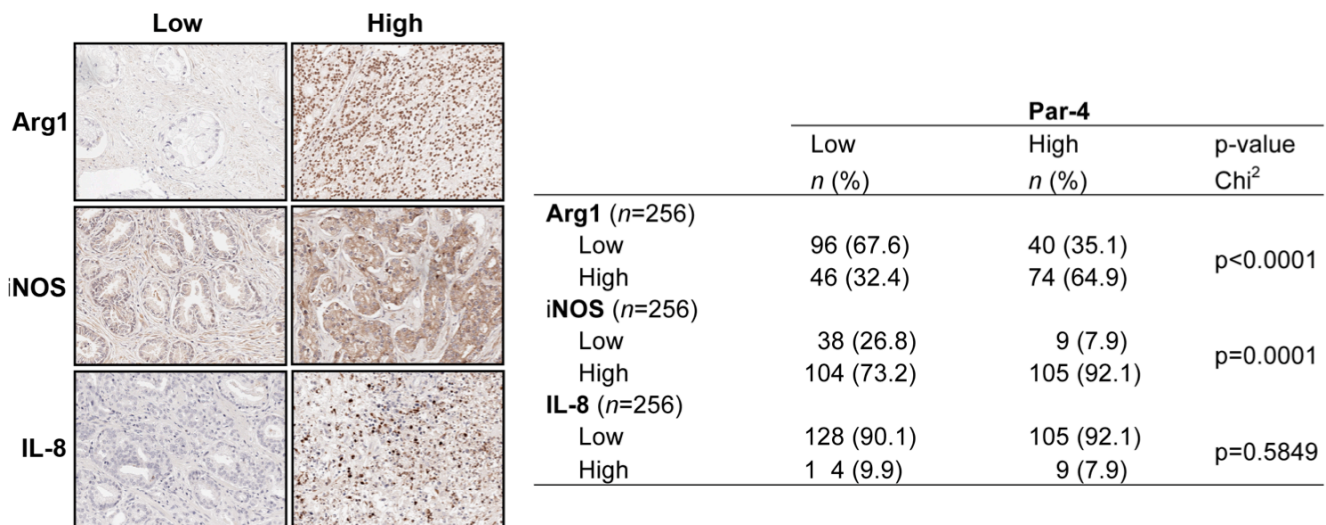 Low High
Arg1
iNOS
IL-8
Par-4
Low High p-value
n (%) n (%) Chi²
Arg1 (n=256)
Low 96 (67.6) 40 (35.1)
p<0.0001
High 46 (32.4) 74 (64.9)
iNOS (n=256)
Low 38 (26.8) 9 (7.9)
p=0.0001
High 104 (73.2) 105 (92.1)
IL-8 (n=256)
Low 128 (90.1) 105 (92.1)
p=0.5849
High 1 4 (9.9) 9 (7.9)